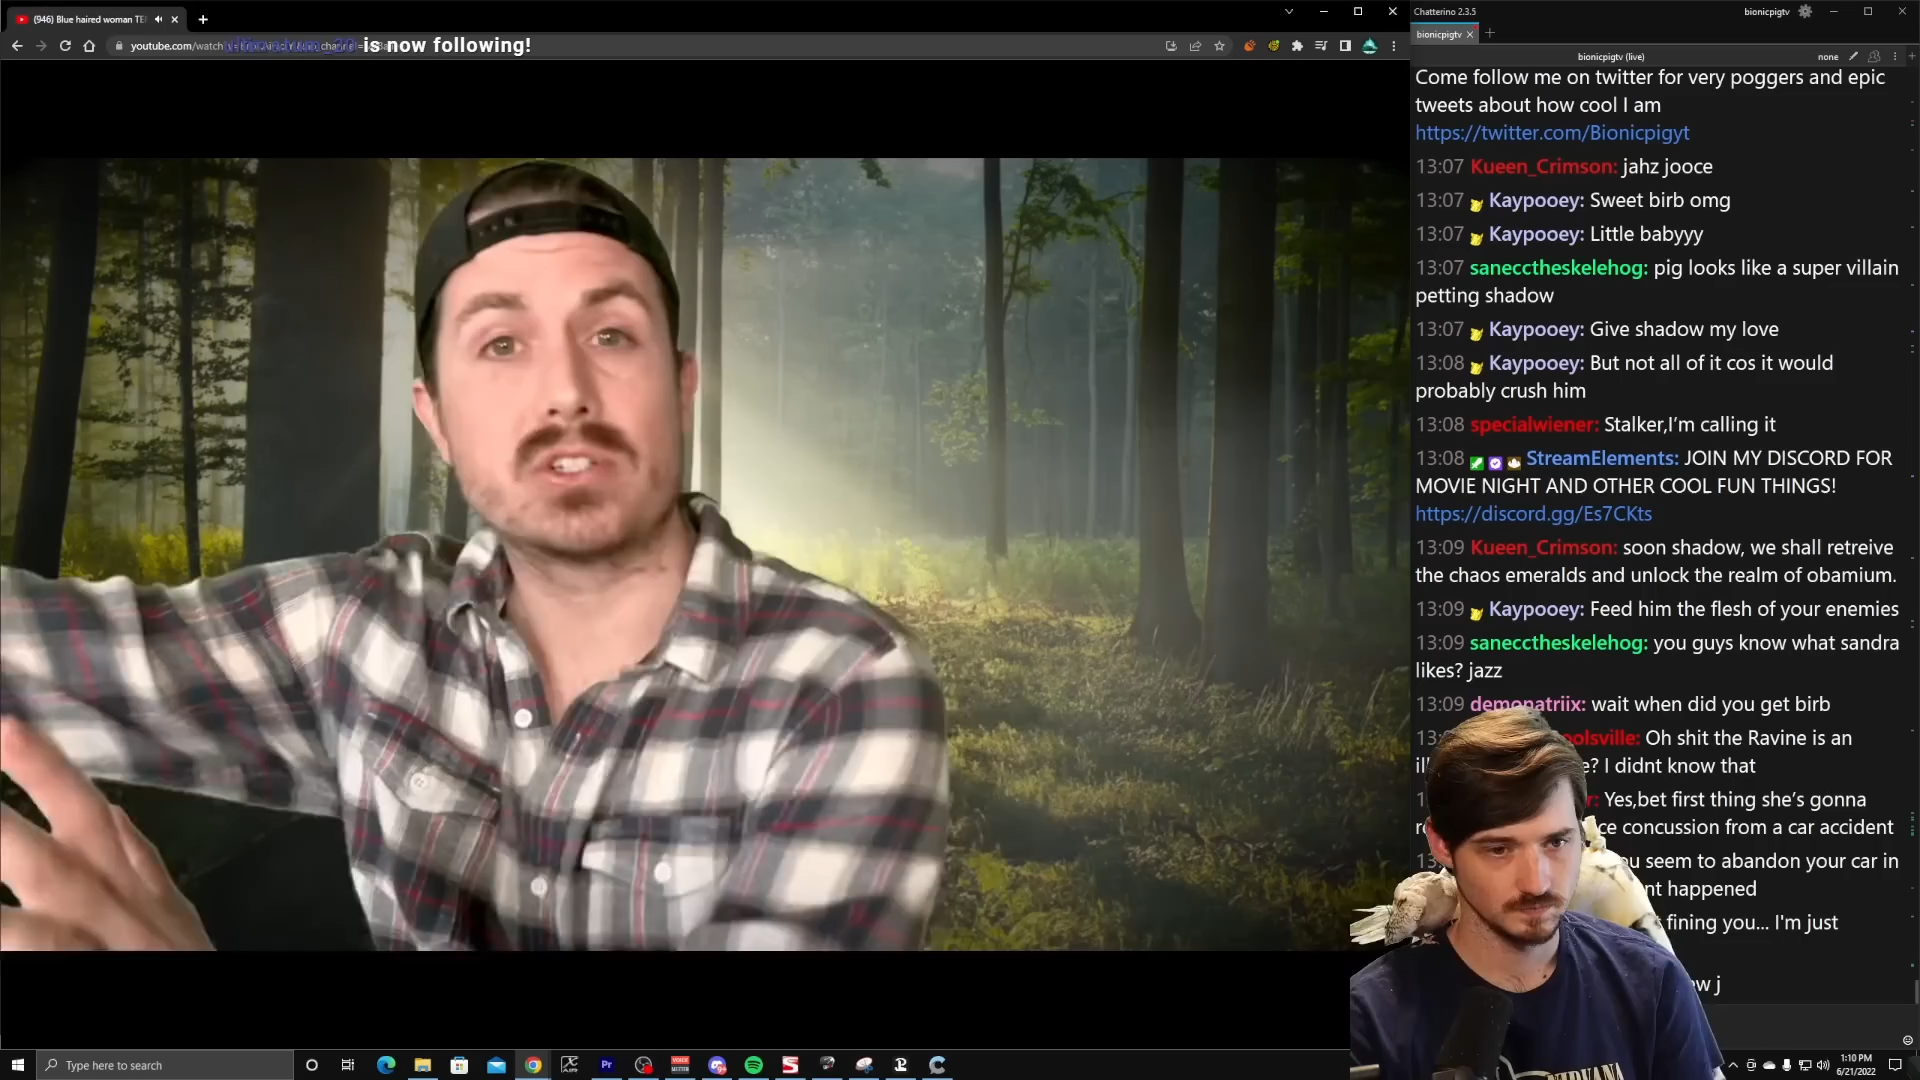 (946) Blue haired woman TE
youtube.com/watch
is now following!
Chatterino 2.3.5
bionicpigtv
bionicpigtv
bionicpigtv (live)
none
Come follow me on twitter for very poggers and epic
tweets about how cool I am
https://twitter.com/Bionicpigyt
13:07 Kueen_Crimson: jahz jooce
13:07 Kaypooey: Sweet birb omg
13:07 Kaypooey: Little babyyy
13:07 saneccctheskelehog: pig looks like a super villain
petting shadow
13:07 Kaypooey: Give shadow my love
13:08 Kaypooey: But not all of it cos it would
probably crush him
13:08 specialwiener: Stalker,I'm calling it
13:08 StreamElements: JOIN MY DISCORD FOR
MOVIE NIGHT AND OTHER COOL FUN THINGS!
https://discord.gg/Es7CKts
13:09 Kueen_Crimson: soon shadow, we shall retreive
the chaos emeralds and unlock the realm of obamium.
13:09 Kaypooey: Feed him the flesh of your enemies
13:09 saneccctheskelehog: you guys know what sandra
likes? jazz
13:09 demonatriix: wait when did you get birb
oolsville: Oh shit the Ravine is an
e? I didnt know that
Yes,bet first thing she's gonna
ce concussion from a car accident
u seem to abandon your car in
nt happened
fining you... I'm just
ow j
NIRVANA
Type here to search
Pr
1:10 PM
6/21/2022